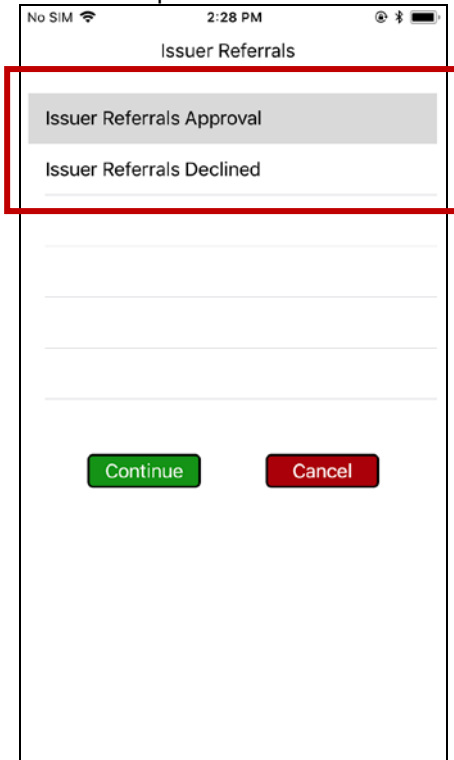 No SIM 2:28 PM
Issuer Referrals
Issuer Referrals Approval
Issuer Referrals Declined
Continue Cancel